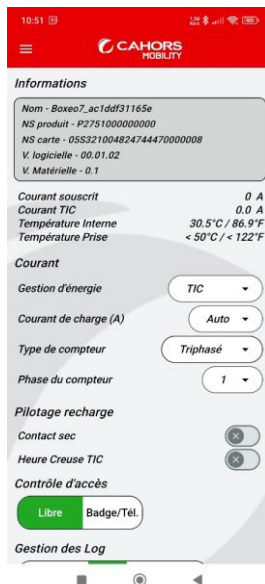 10:51
CAHORS
MOBILITY
Informations
Nom - Boxeo7_ac1ddf31165e
NS produit - P2751000000000
NS carte - 05S32100482474447000008
V. logicielle - 00.01.02
V. Matérielle - 0.1
Courant souscrit 0 A
Courant TIC 0.0 A
Température Interne 30.5°C / 86.9°F
Température Prise < 50°C / < 122°F
Courant
Gestion d'énergie TIC
Courant de charge (A) Auto
Type de compteur Triphasé
Phase du compteur 1
Pilotage recharge
Contact sec
Heure Creuse TIC
Contrôle d'accès
Libre Badge/Tél.
Gestion des Log